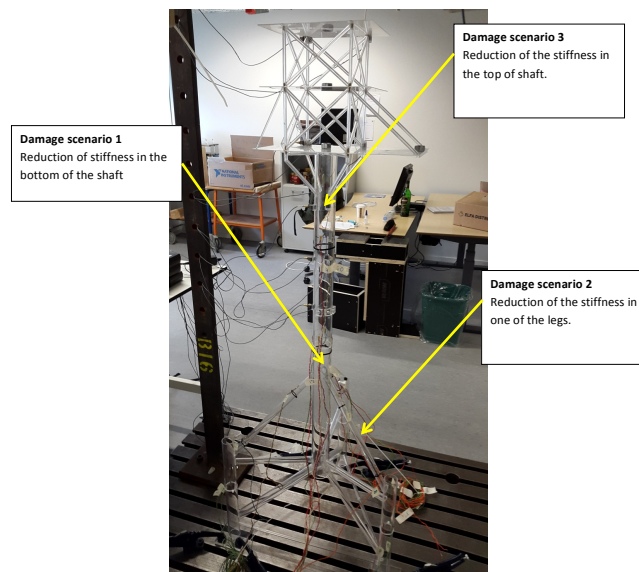 Damage scenario 3
Reduction of the stiffness in
the top of shaft.
Damage scenario 1
Reduction of stiffness in the
bottom of the shaft
Damage scenario 2
Reduction of the stiffness in
one of the legs.
NATIONAL
INSTRUMENTS
B16